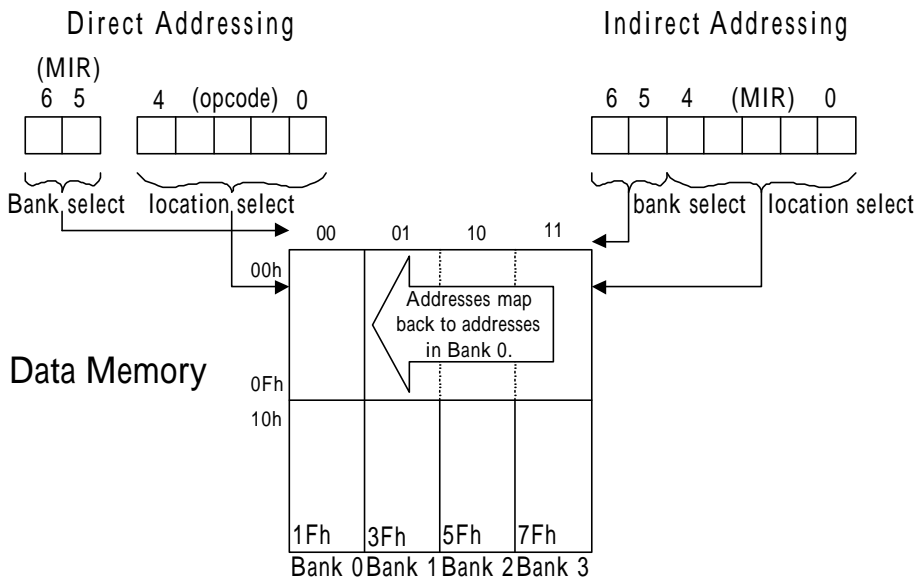 Direct Addressing
Indirect Addressing
(MIR)
6 5 4 (opcode) 0
6 5 4 (MIR) 0
Bank select location select
bank select location select
00 01 10 11
00h
Addresses map
back to addresses
in Bank 0.
Data Memory
0Fh
10h
1Fh 3Fh 5Fh 7Fh
Bank 0 Bank 1 Bank 2 Bank 3